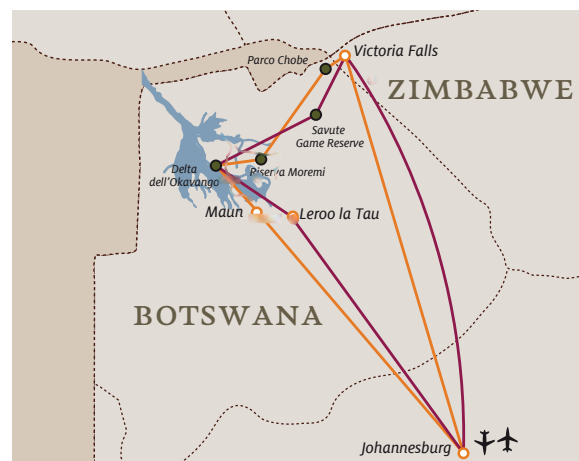 Parco Chobe
Victoria Falls
ZIMBABWE
Savute
Game Reserve
Delta
dell'Okavango
Riserva Moremi
Maun
Leroo la Tau
BOTSWANA
Johannesburg